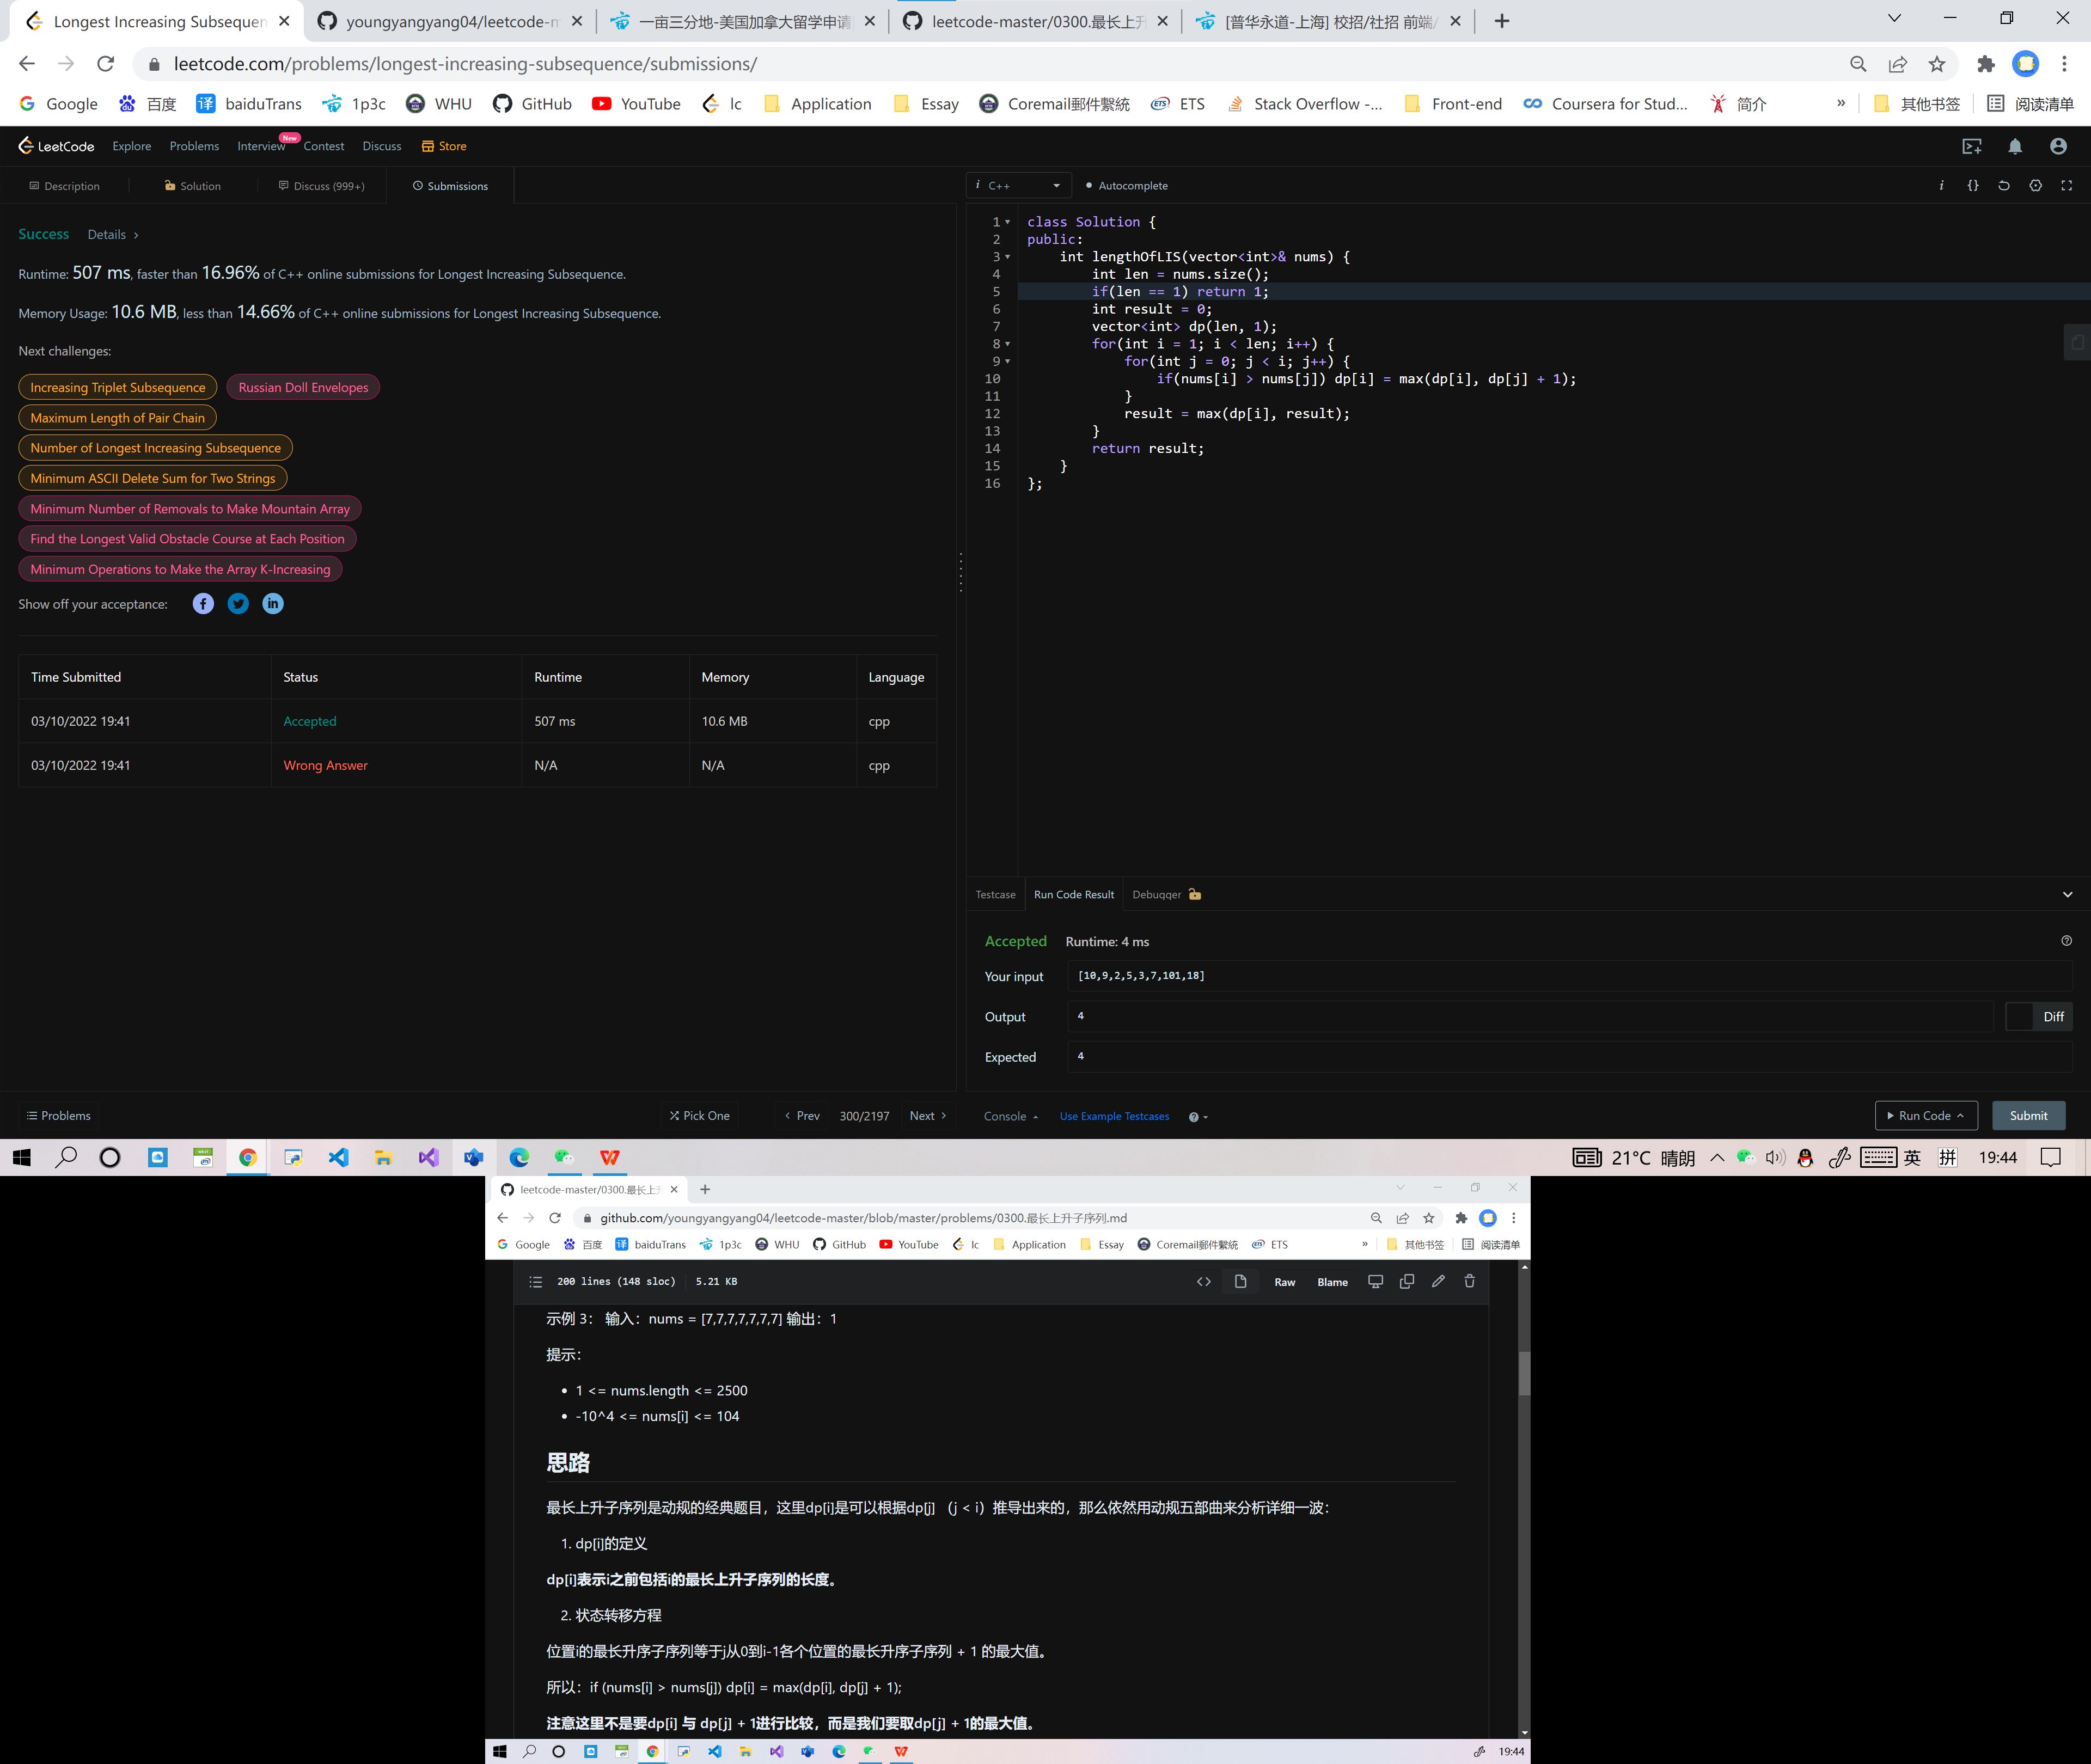 Longest Increasing Subsequen
youngyangyang04/leetcode-m
一亩三分地-美国加拿大留学申请
leetcode-master/0300.最长上升
[普华永道-上海] 校招/社招 前端/
leetcode.com/problems/longest-increasing-subsequence/submissions/
Google 百度 baiduTrans 1p3c WHU GitHub YouTube lc Application Essay Coremail郵件繫統 ETS Stack Overflow -... Front-end Coursera for Stud... 简介 » 其他书签 阅读清单
LeetCode Explore Problems Interview New Contest Discuss Store
Description Solution Discuss (999+) Submissions
Success Details >
Runtime: 507 ms, faster than 16.96% of C++ online submissions for Longest Increasing Subsequence.
Memory Usage: 10.6 MB, less than 14.66% of C++ online submissions for Longest Increasing Subsequence.
Next challenges:
Increasing Triplet Subsequence Russian Doll Envelopes
Maximum Length of Pair Chain
Number of Longest Increasing Subsequence
Minimum ASCII Delete Sum for Two Strings
Minimum Number of Removals to Make Mountain Array
Find the Longest Valid Obstacle Course at Each Position
Minimum Operations to Make the Array K-Increasing
Show off your acceptance:
Time Submitted Status Runtime Memory Language
03/10/2022 19:41 Accepted 507 ms 10.6 MB cpp
03/10/2022 19:41 Wrong Answer N/A N/A cpp
Problems Pick One < Prev 300/2197 Next >
i C++ Autocomplete
1 class Solution {
2 public:
3 int lengthOfLIS(vector<int>& nums) {
4 int len = nums.size();
5 if(len == 1) return 1;
6 int result = 0;
7 vector<int> dp(len, 1);
8 for(int i = 1; i < len; i++) {
9 for(int j = 0; j < i; j++) {
10 if(nums[i] > nums[j]) dp[i] = max(dp[i], dp[j] + 1);
11 }
12 result = max(dp[i], result);
13 }
14 return result;
15 }
16 };
Testcase Run Code Result Debugger
Accepted Runtime: 4 ms
Your input [10,9,2,5,3,7,101,18]
Output 4 Diff
Expected 4
Console Use Example Testcases Run Code Submit
21°C 晴朗 英 拼 19:44
leetcode-master/0300.最长上升
github.com/youngyangyang04/leetcode-master/blob/master/problems/0300.最长上升子序列.md
Google 百度 baiduTrans 1p3c WHU GitHub YouTube lc Application Essay Coremail郵件繫統 ETS » 其他书签 阅读清单
200 lines (148 sloc) 5.21 KB Raw Blame
示例 3： 输入：nums = [7,7,7,7,7,7,7] 输出：1
提示：
• 1 <= nums.length <= 2500
• -10^4 <= nums[i] <= 104
思路
最长上升子序列是动规的经典题目，这里dp[i]是可以根据dp[j] （j < i）推导出来的，那么依然用动规五部曲来分析详细一波：
1. dp[i]的定义
dp[i]表示i之前包括i的最长上升子序列的长度。
2. 状态转移方程
位置i的最长升序子序列等于j从0到i-1各个位置的最长升序子序列 + 1 的最大值。
所以：if (nums[i] > nums[j]) dp[i] = max(dp[i], dp[j] + 1);
注意这里不是要dp[i] 与 dp[j] + 1进行比较，而是我们要取dp[j] + 1的最大值。
19:44